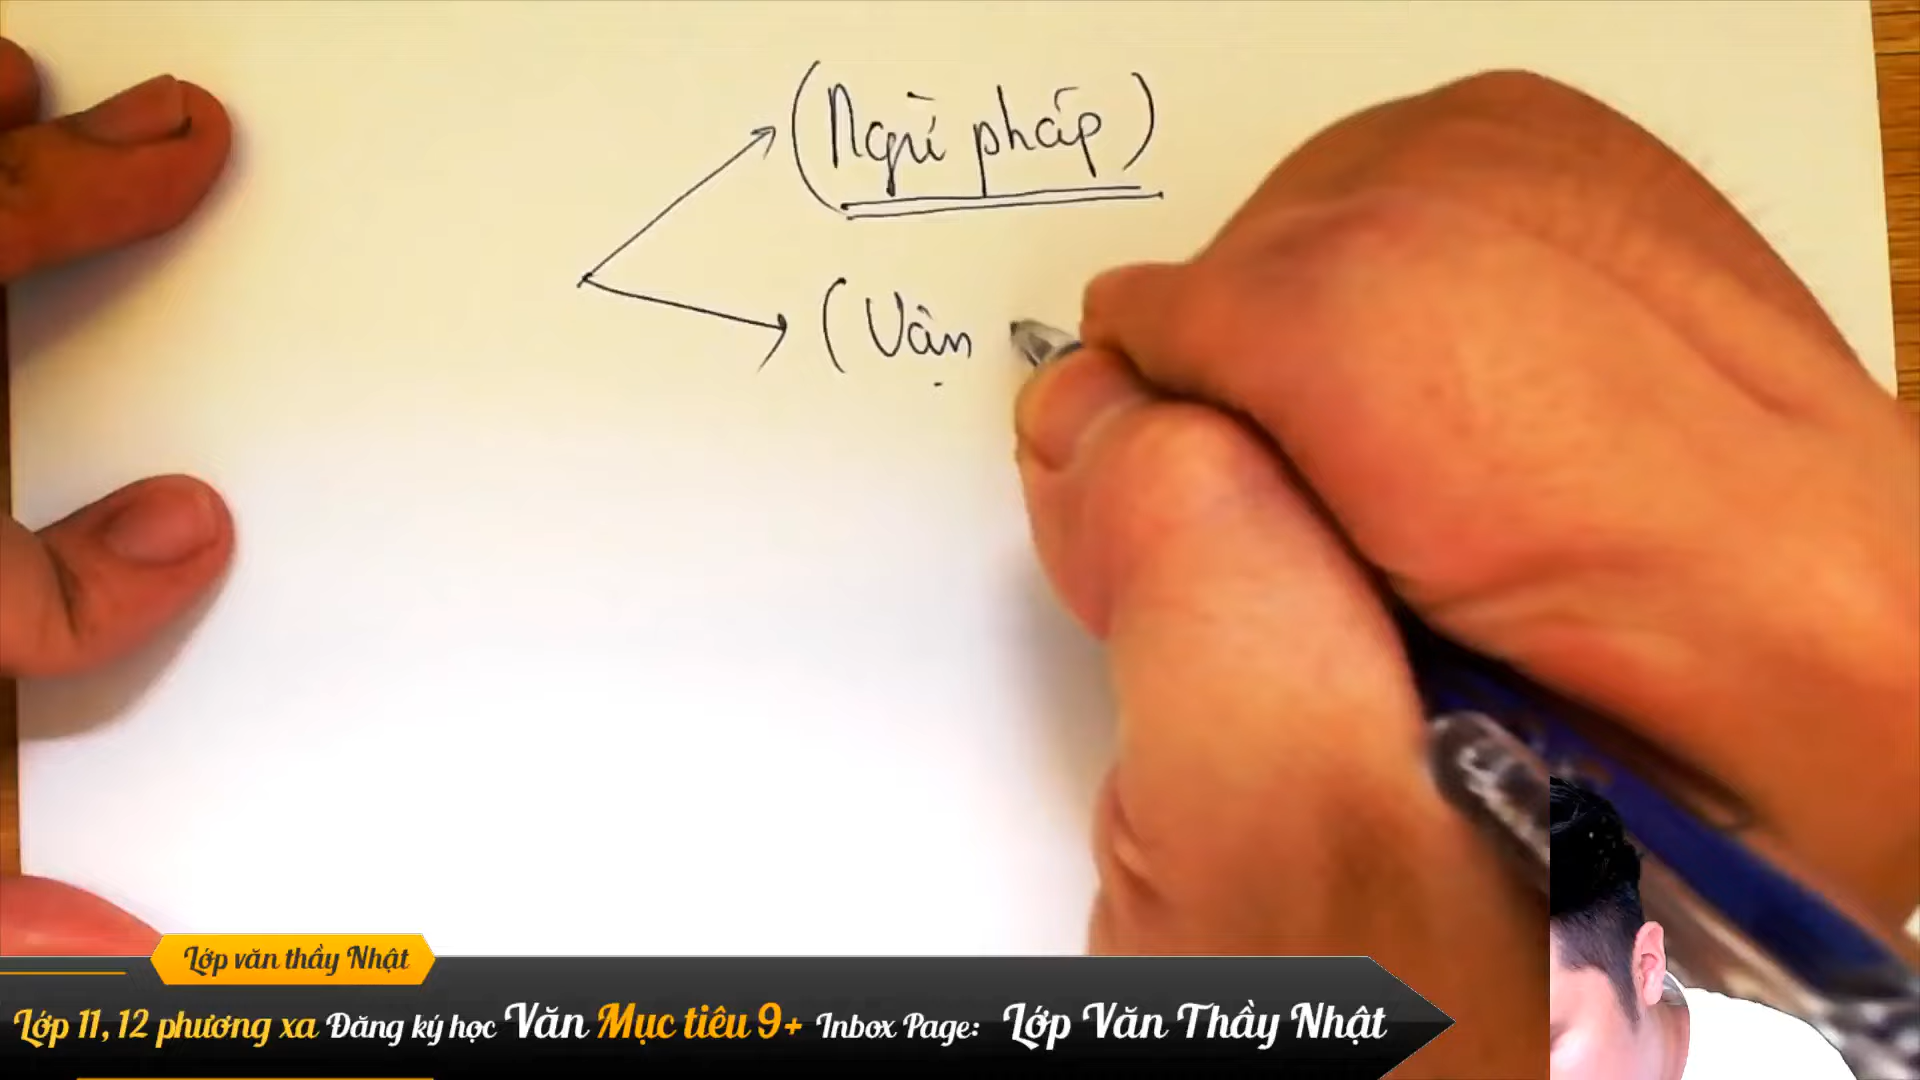 (Ngữ pháp)
(Vận
Lớp văn thầy Nhật
Lớp 11, 12 phương xa Đăng ký học Văn Mục tiêu 9+ Inbox Page: Lớp Văn Thầy Nhật